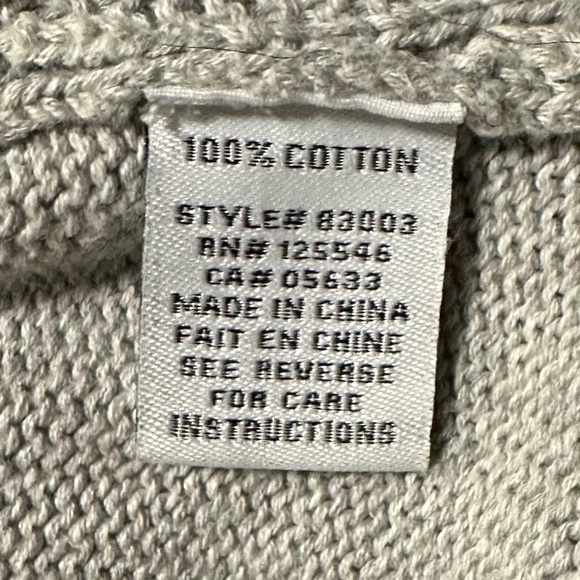 100% COTTON
STYLE# 83003
RN# 125546
CA# 05633
MADE IN CHINA
FAIT EN CHINE
SEE REVERSE
FOR CARE
INSTRUCTIONS